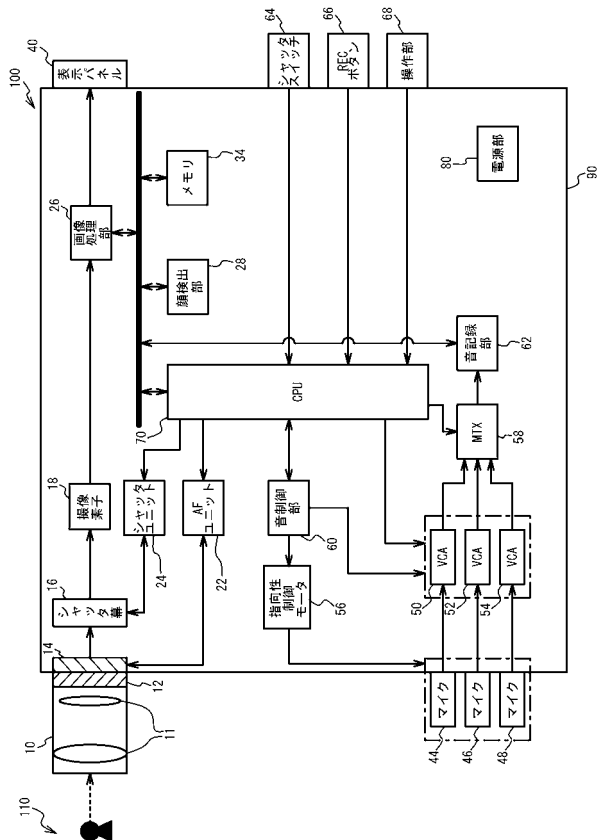 100
40
表示パネル
64
シャッタスイッチ
66
RECボタン
68
操作部
26
画像処理部
34
メモリ
28
顔検出部
80
電源部
90
18
撮像素子
16
シャッタ幕
24
シャッタユニット
22
AFユニット
70
CPU
60
音制御部
56
指向性制御モータ
62
音記録部
58
MTX
50
VCA
52
VCA
54
VCA
44
マイク
46
マイク
48
マイク
10
11
12
14
110